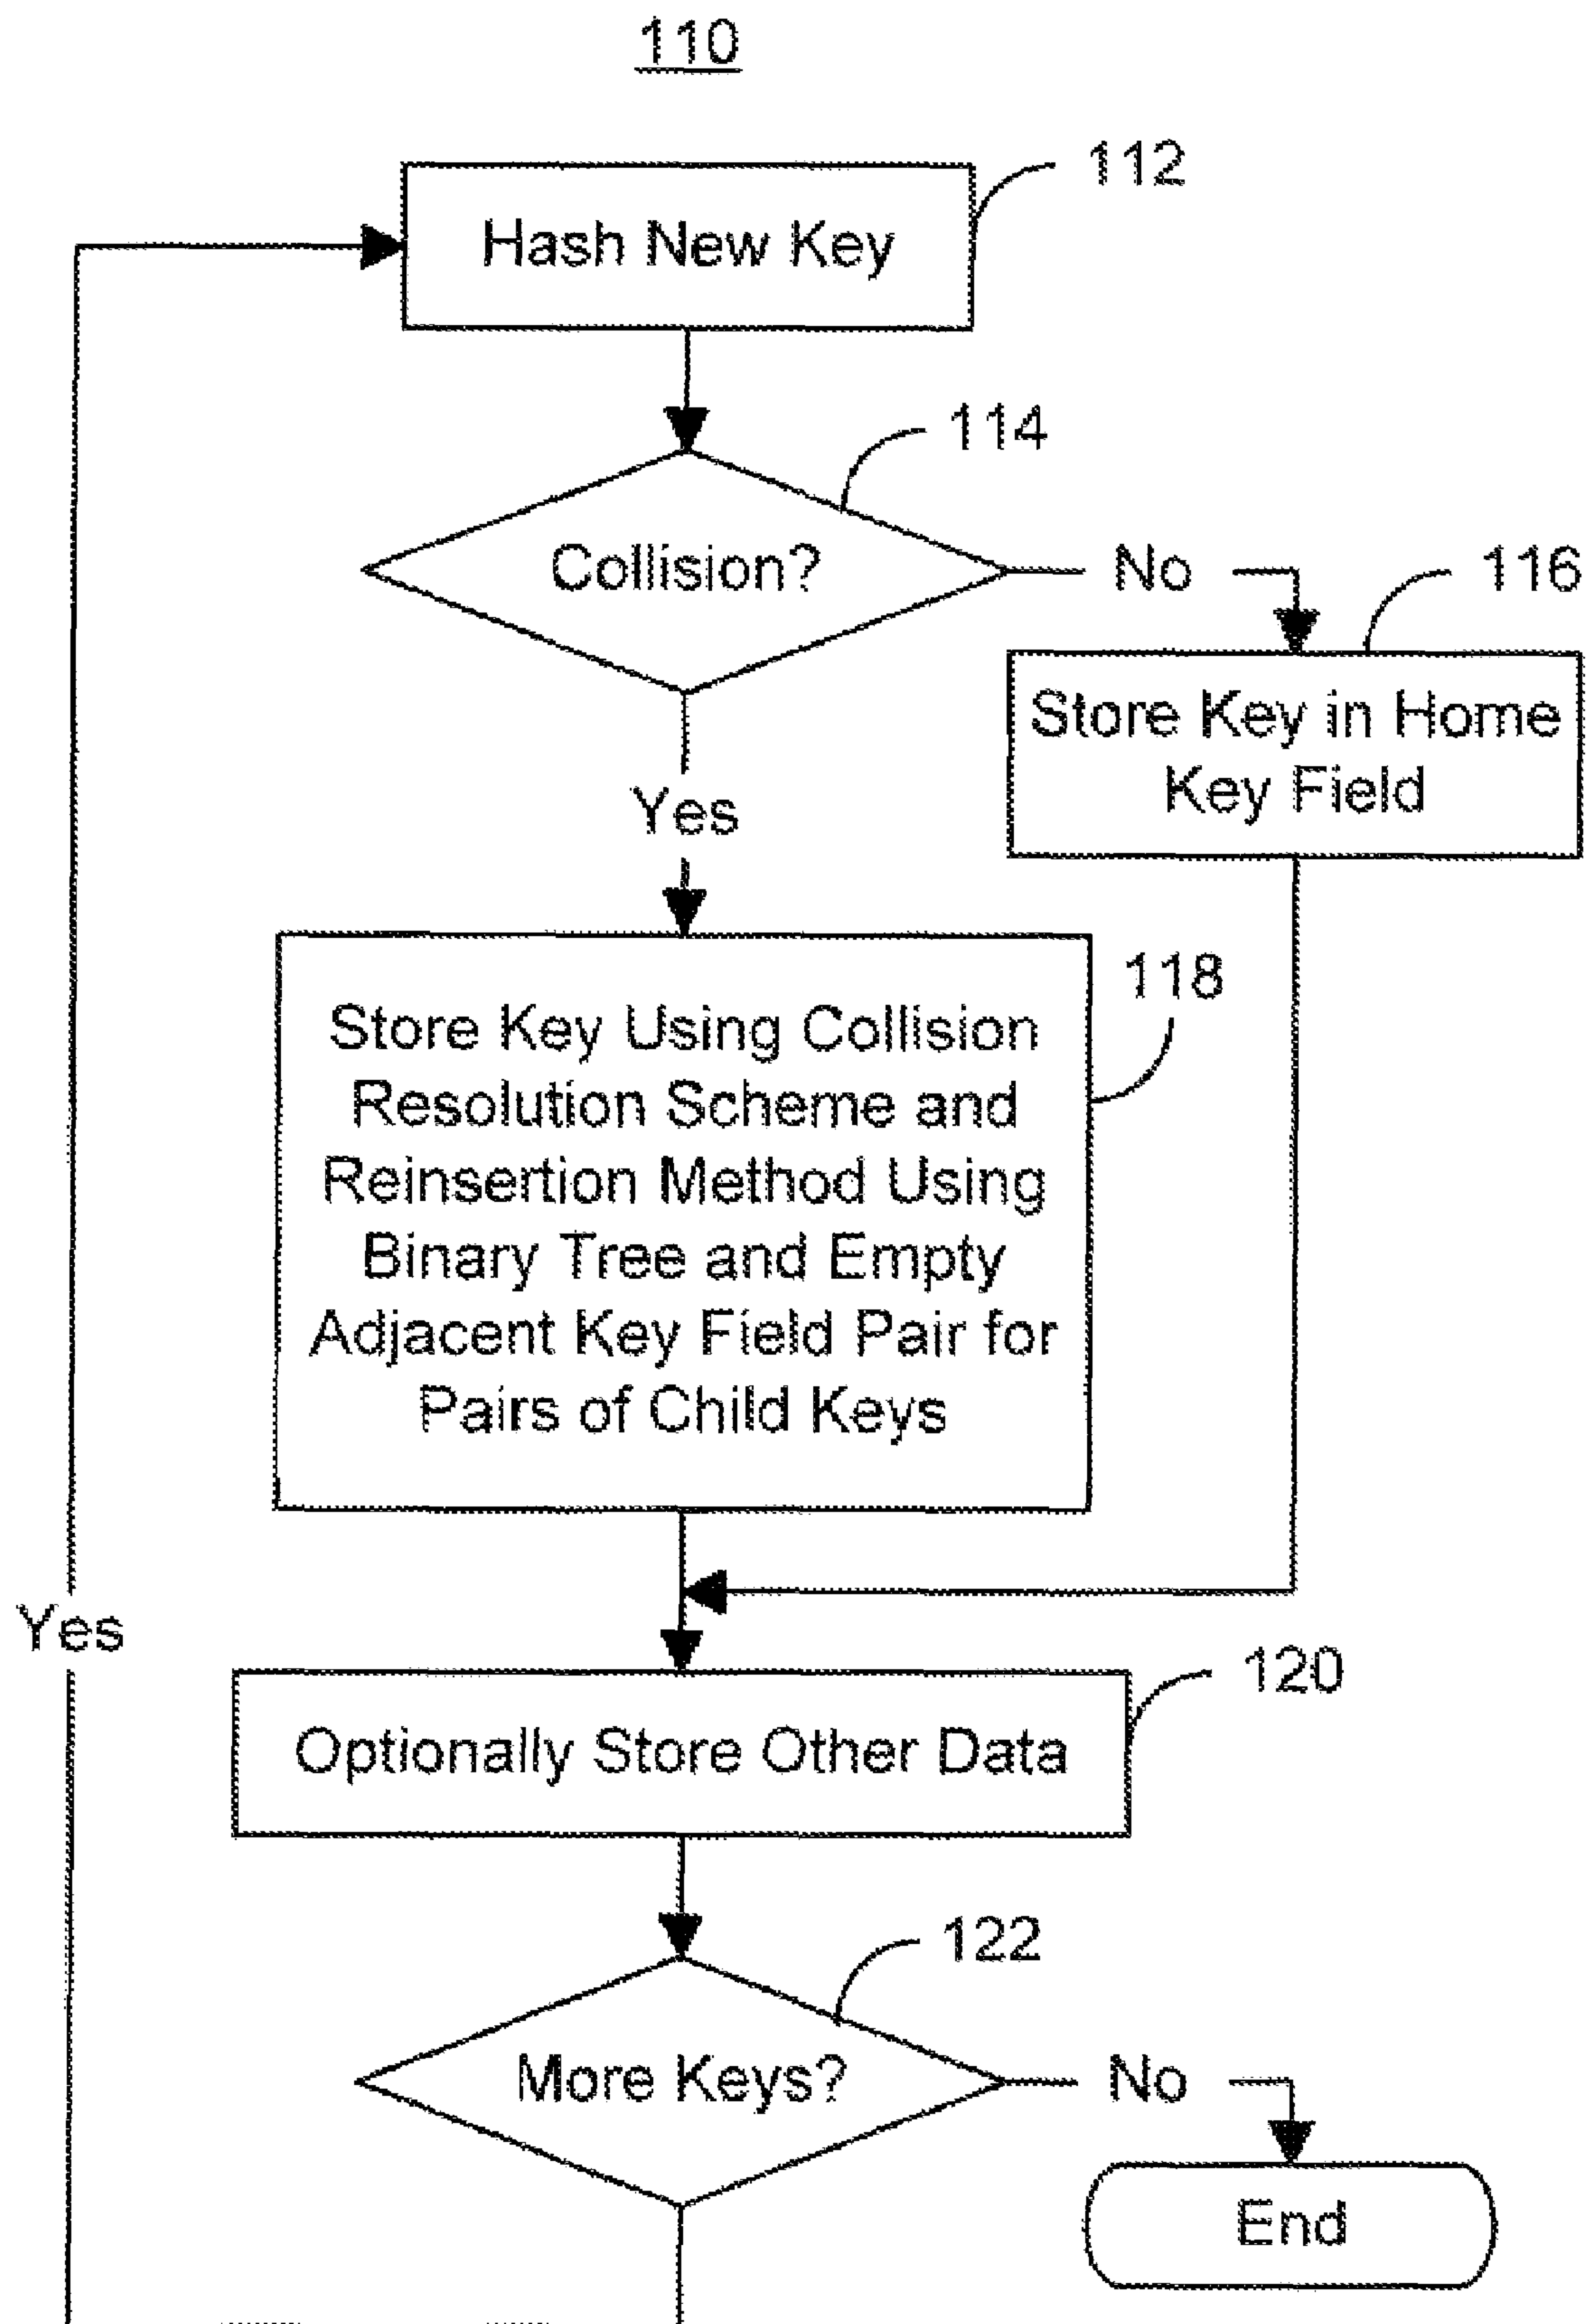 110
112
Hash New Key
114
Collision?
No
116
Store Key in Home
Key Field
Yes
118
Store Key Using Collision
Resolution Scheme and
Reinsertion Method Using
Binary Tree and Empty
Adjacent Key Field Pair for
Pairs of Child Keys
Yes
120
Optionally Store Other Data
122
More Keys?
No
End